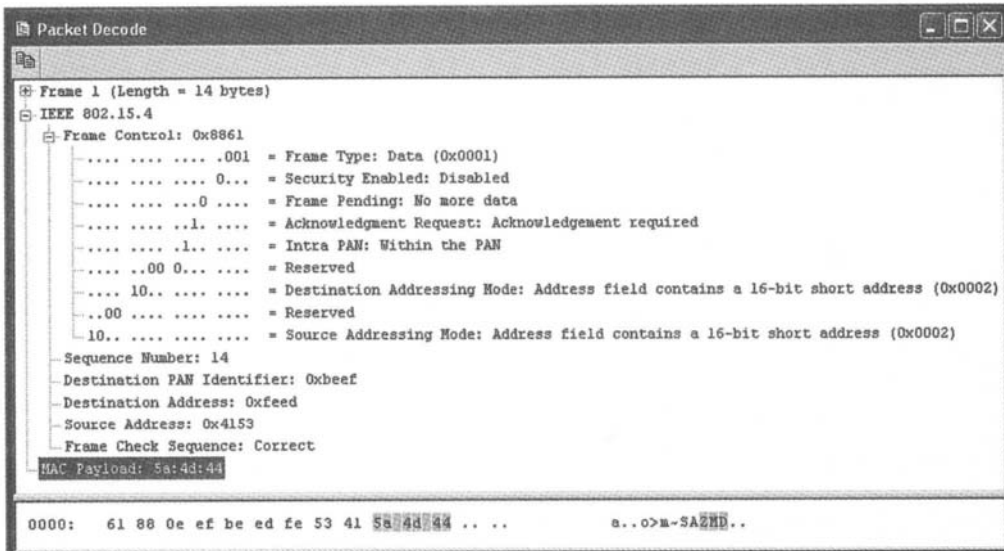 Packet Decode
Frame 1 (Length = 14 bytes)
IEEE 802.15.4
Frame Control: 0x8861
.... .... .... .001 = Frame Type: Data (0x0001)
.... .... .... 0... = Security Enabled: Disabled
.... .... ...0 .... = Frame Pending: No more data
.... .... ..1. .... = Acknowledgment Request: Acknowledgement required
.... .... .1.. .... = Intra PAN: Within the PAN
.... ..00 0... .... = Reserved
.... 10.. .... .... = Destination Addressing Mode: Address field contains a 16-bit short address (0x0002)
..00 .... .... .... = Reserved
10.. .... .... .... = Source Addressing Mode: Address field contains a 16-bit short address (0x0002)
Sequence Number: 14
Destination PAN Identifier: 0xbeef
Destination Address: 0xfeed
Source Address: 0x4153
Frame Check Sequence: Correct
MAC Payload: 5a:4d:44
0000: 61 88 0e ef be ed fe 53 41 5a 4d 44 .. .. a..o>m~SAZMD..